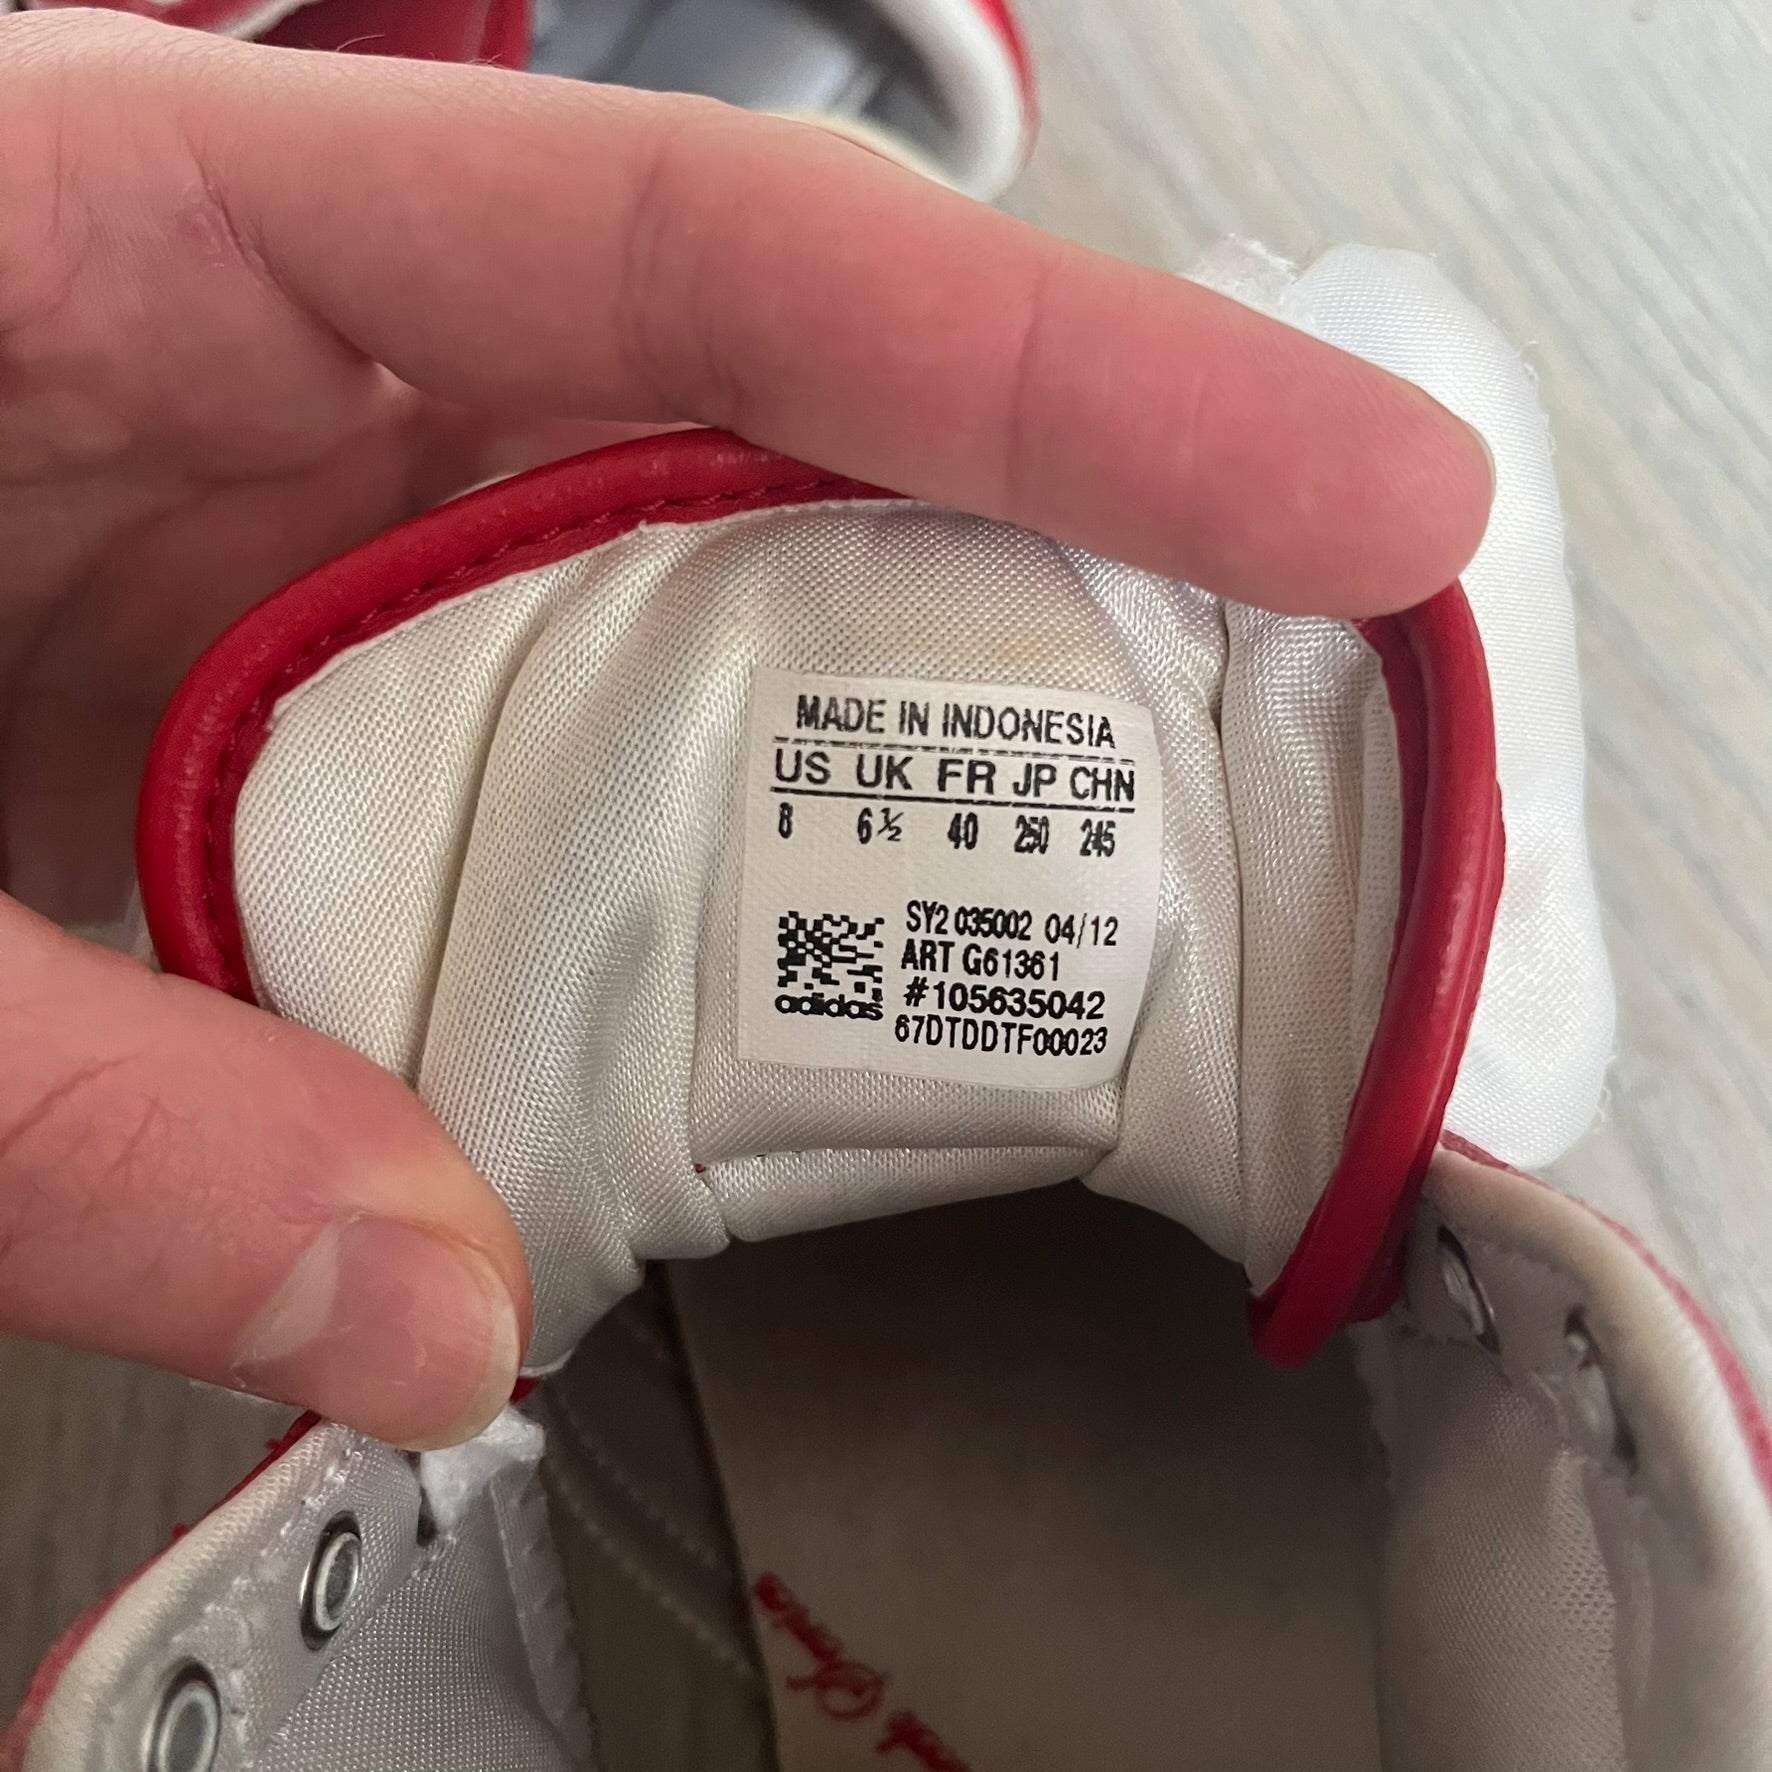 MADE IN INDONESIA
US UK FR JP CHN
8 6½ 40 250 245
SY2 035002 04/12
ART G61361
#105635042
67DTDDTF00023
adidas